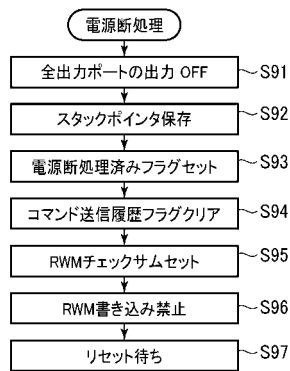 電源断処理
全出力ポートの出力 OFF
S91
スタックポインタ保存
S92
電源断処理済みフラグセット
S93
コマンド送信履歴フラグクリア
S94
RWMチェックサムセット
S95
RWM書き込み禁止
S96
リセット待ち
S97